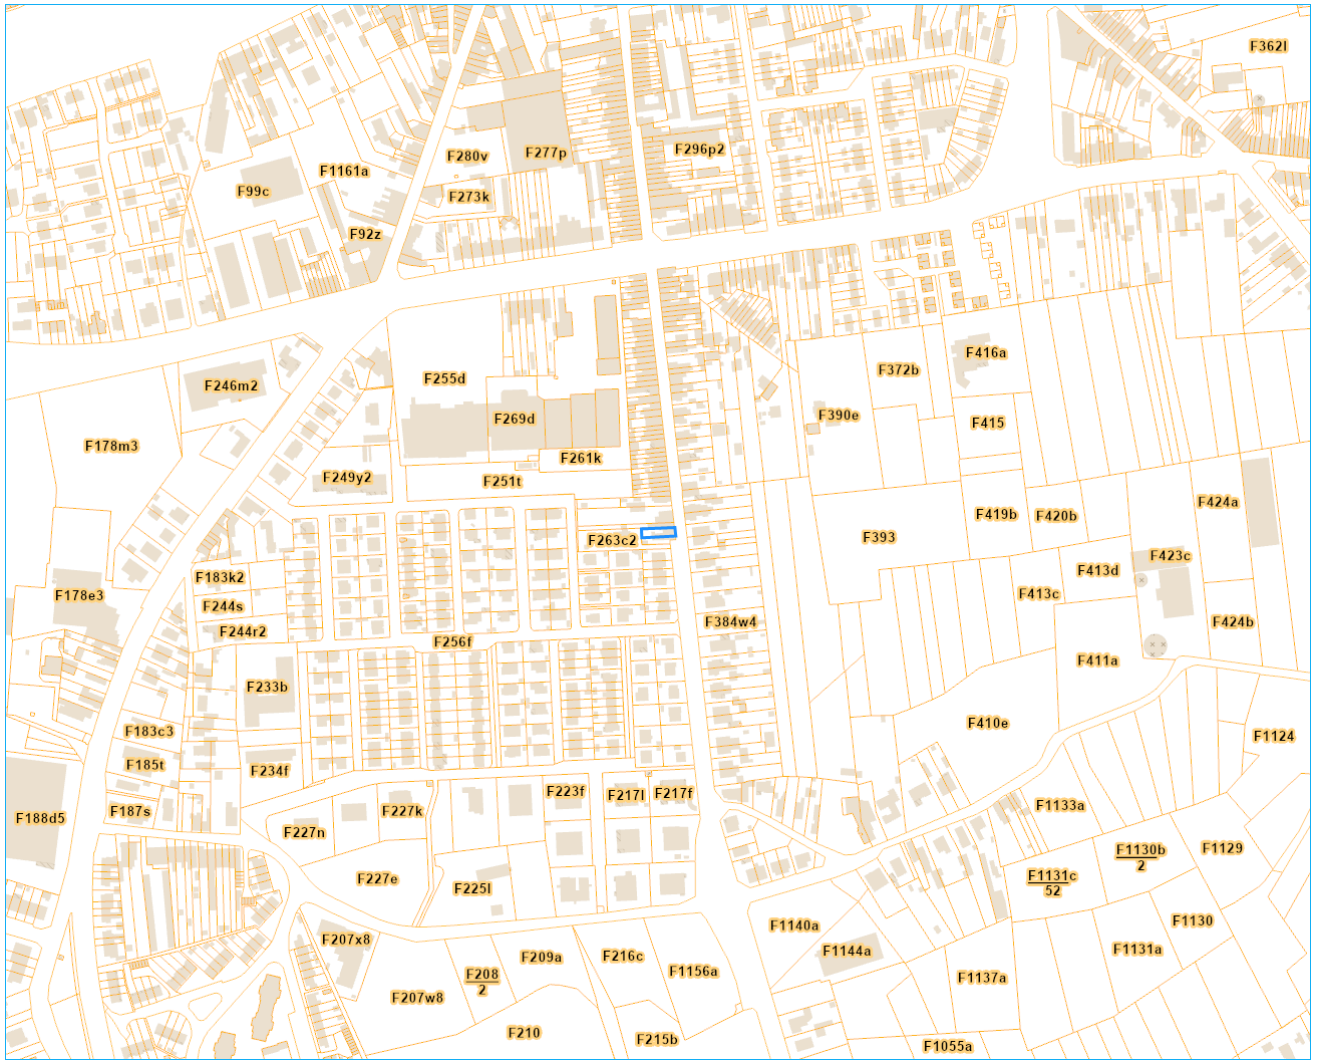 F362l
F280v
F277p
F296p2
F1161a
F99c
F273k
F92z
F416a
F246m2
F255d
F372b
F269d
F390e
F415
F178m3
F261k
F249y2
F251t
F424a
F419b
F420b
F263c2
F393
F423c
F183k2
F413d
F178e3
F413c
F244s
F384w4
F424b
F244r2
F256f
F411a
F233b
F410e
F183c3
F1124
F185t
F234f
F223f
F217l
F217f
F187s
F227k
F1133a
F188d5
F227n
F1130b
2
F1129
F227e
F1131c
52
F225l
F1140a
F1130
F207x8
F1144a
F1131a
F209a
F216c
F208
2
F1156a
F1137a
F207w8
F210
F215b
F1055a